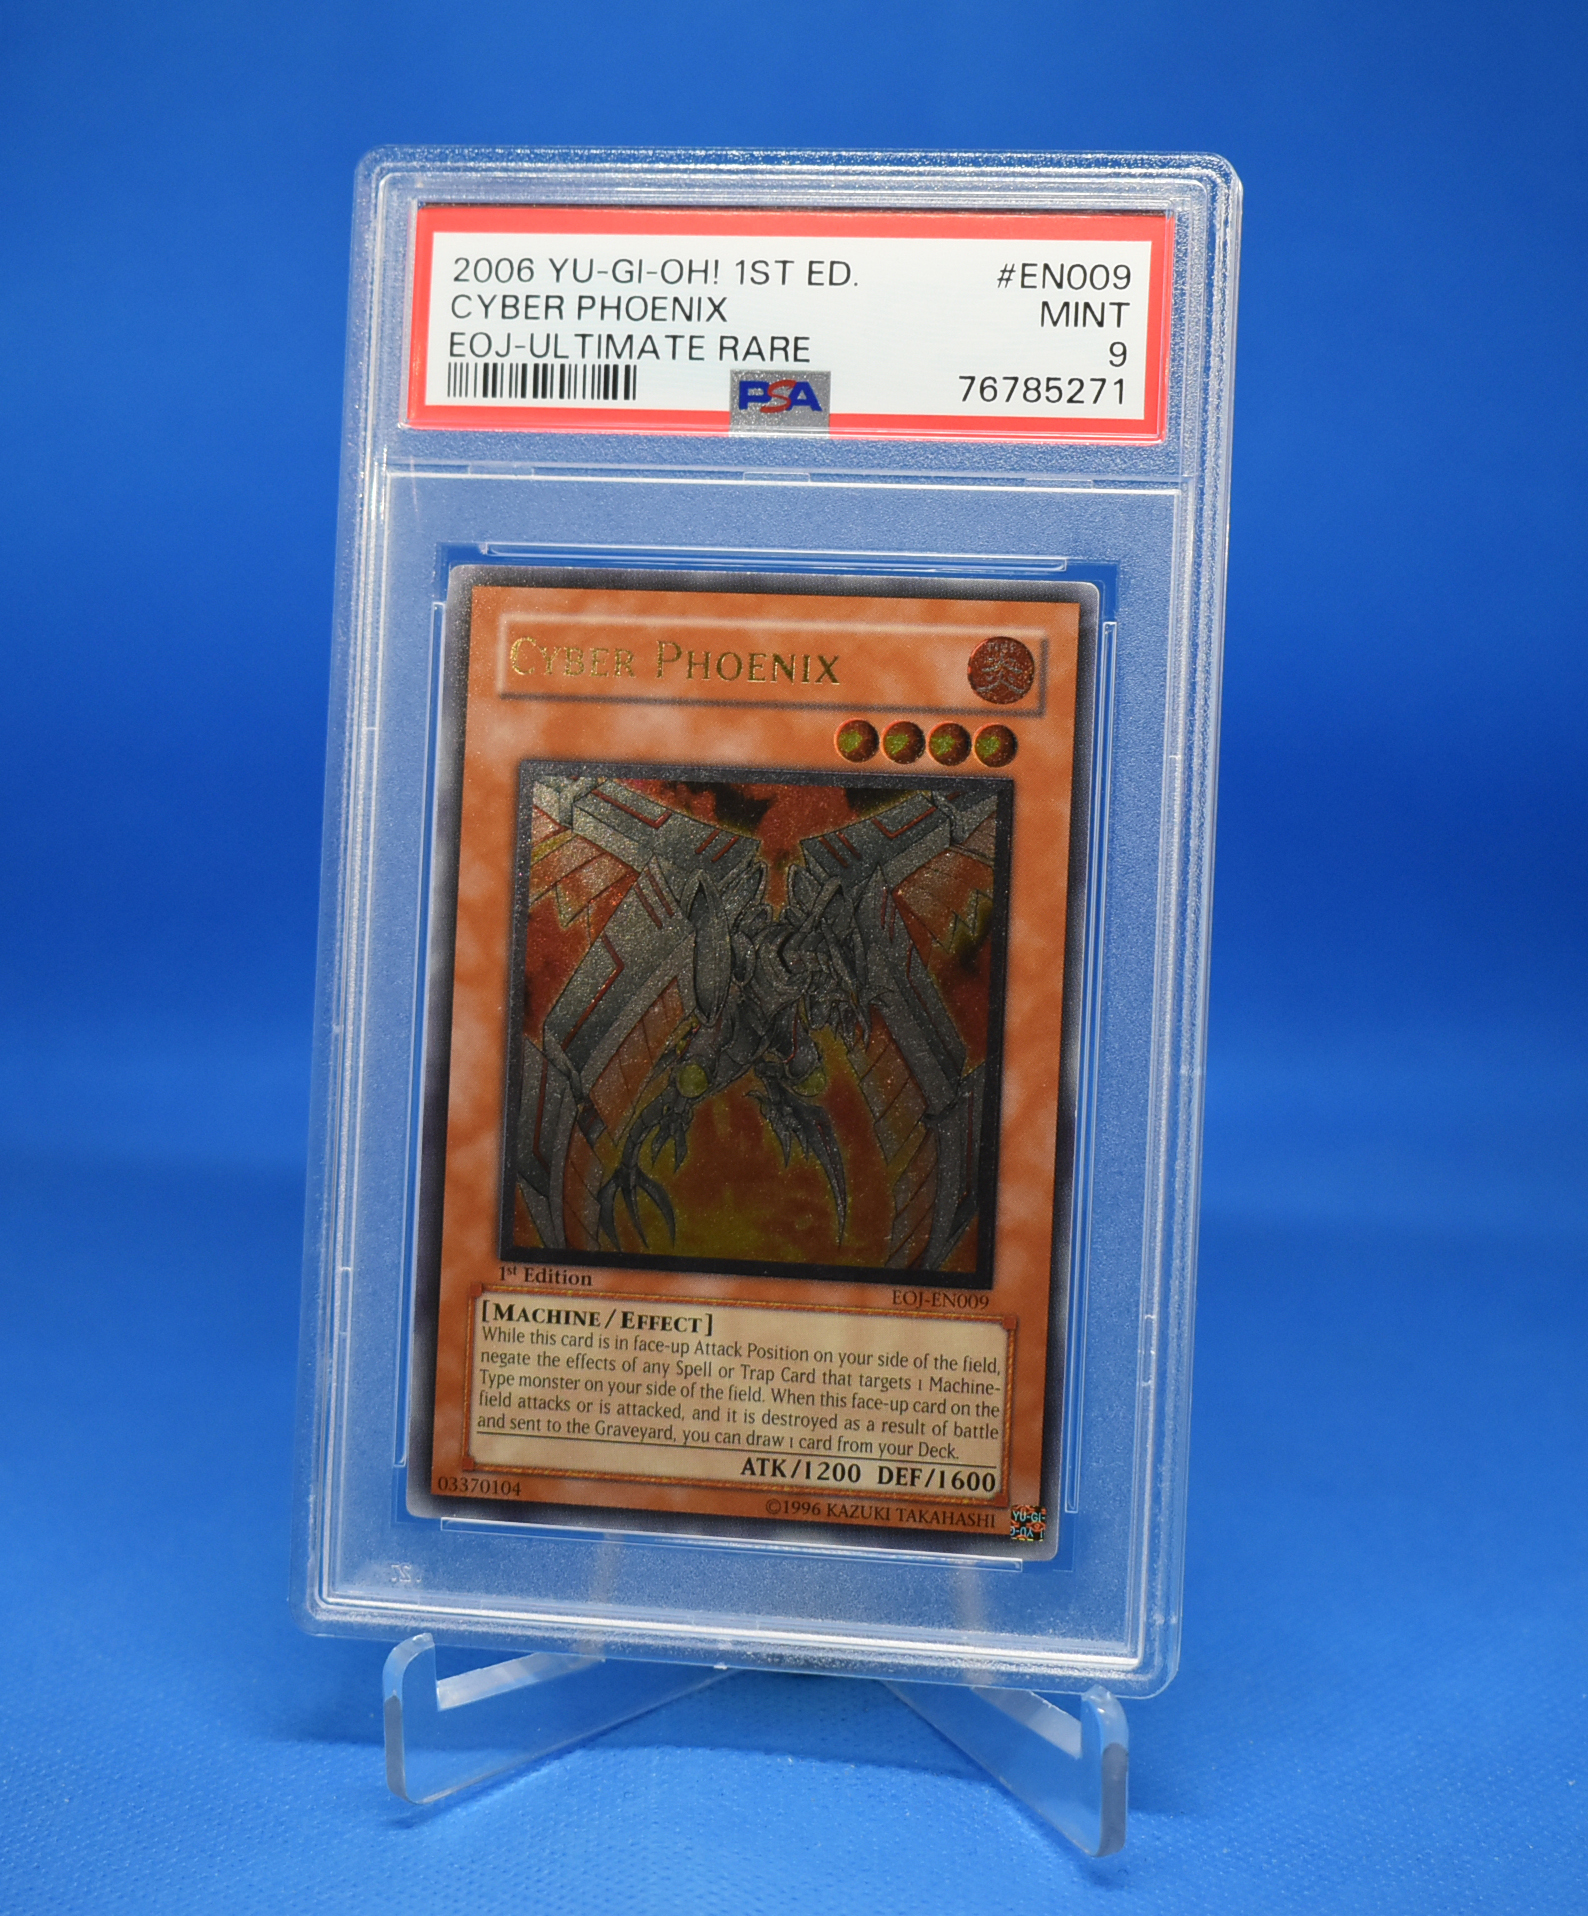 2006 YU-GI-OH! 1ST ED. #EN009
CYBER PHOENIX MINT
EOJ-ULTIMATE RARE 9
PSA 76785271
CYBER PHOENIX
炎
1st Edition
EOJ-EN009
[MACHINE/EFFECT]
While this card is in face-up Attack Position on your side of the field,
negate the effects of any Spell or Trap Card that targets 1 Machine-
Type monster on your side of the field. When this face-up card on the
field attacks or is attacked, and it is destroyed as a result of battle
and sent to the Graveyard, you can draw 1 card from your Deck.
ATK/1200 DEF/1600
03370104
©1996 KAZUKI TAKAHASHI
YU-GI-